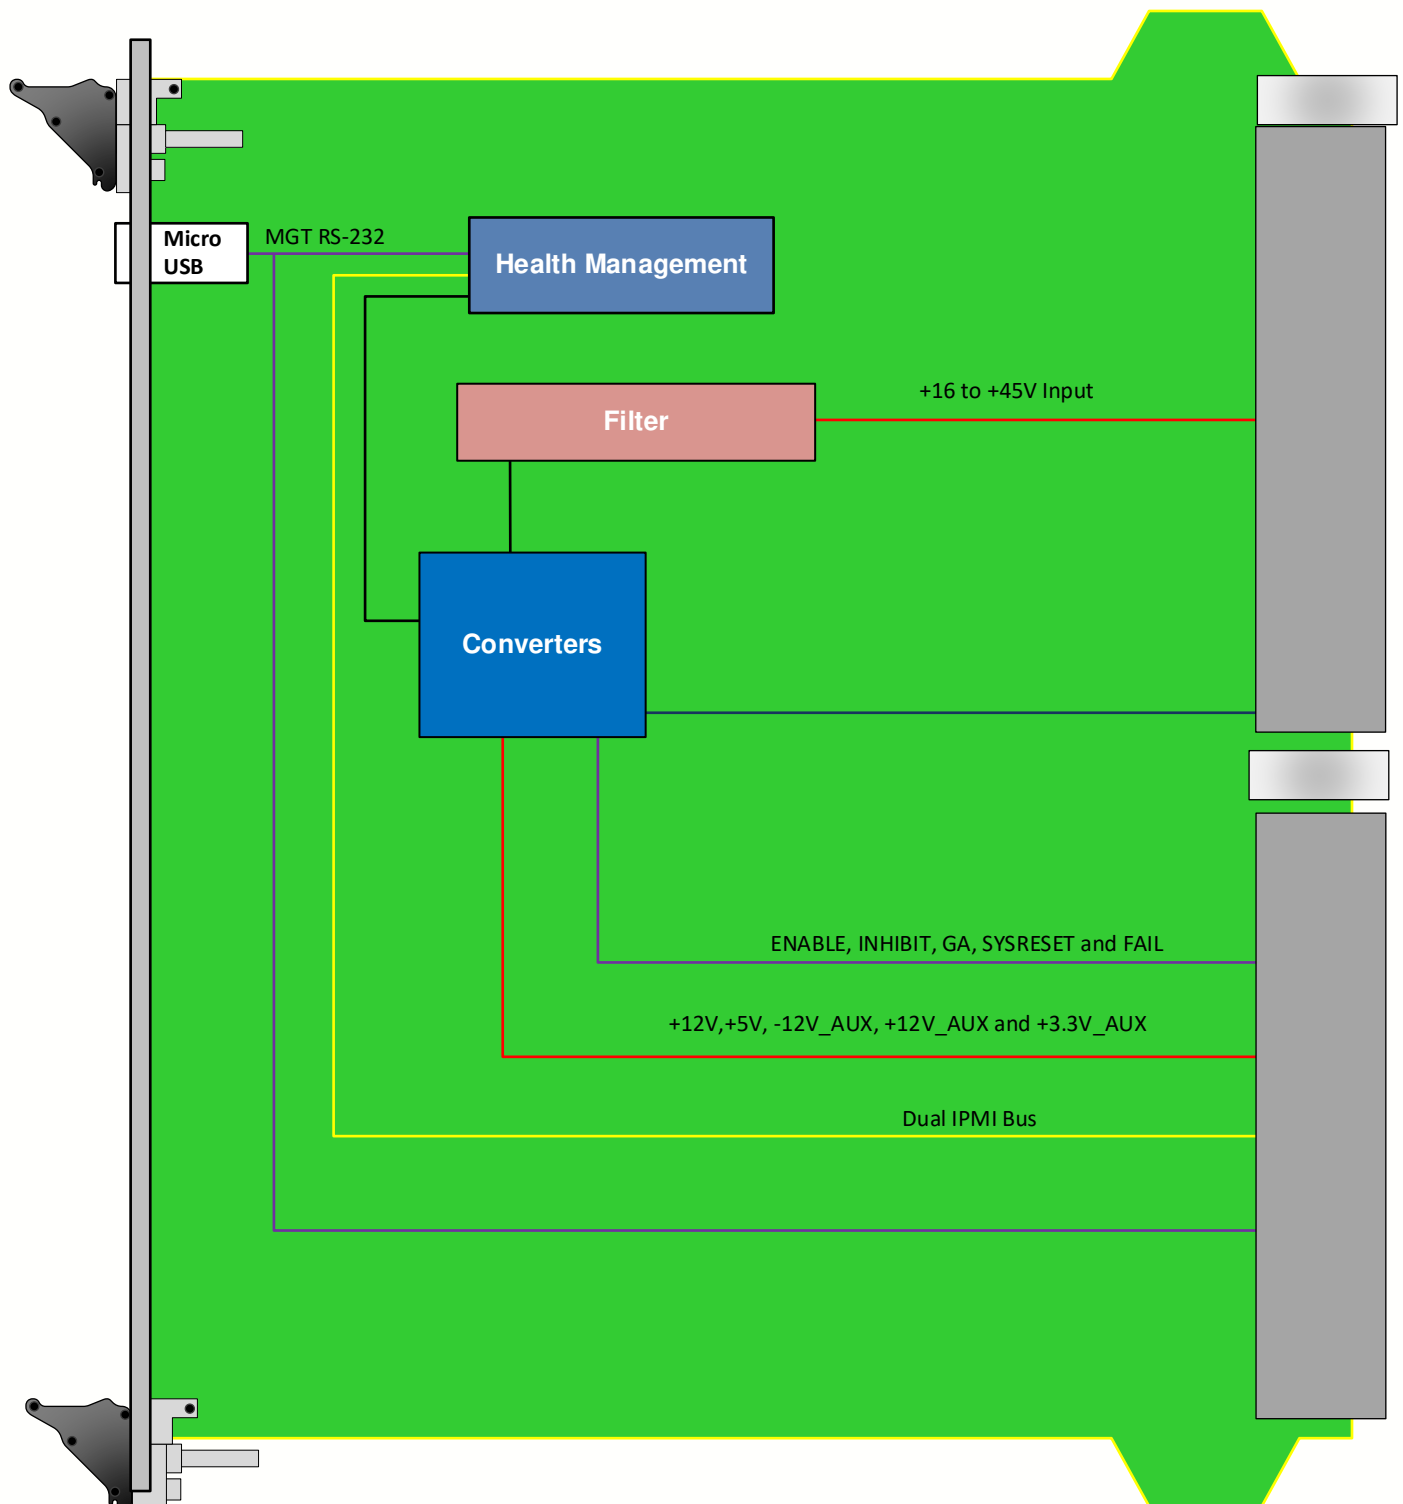 Micro
USB
MGT RS-232
Health Management
+16 to +45V Input
Filter
Converters
ENABLE, INHIBIT, GA, SYSRESET and FAIL
+12V,+5V, -12V_AUX, +12V_AUX and +3.3V_AUX
Dual IPMI Bus